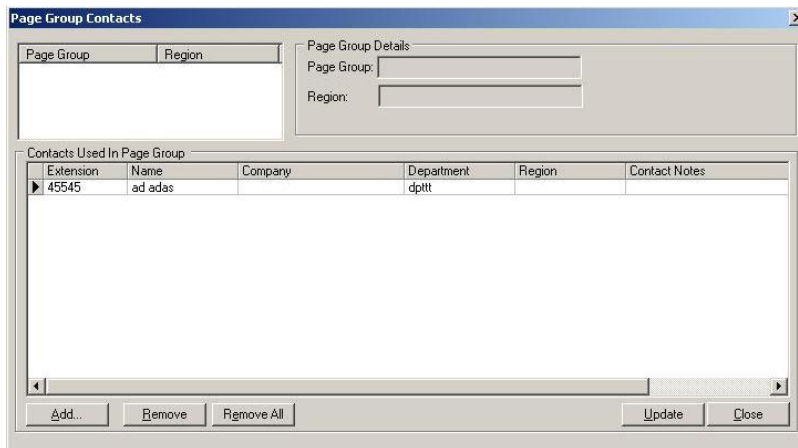 Page Group Contacts
Page Group Region
Page Group Details
Page Group:
Region:
Contacts Used In Page Group
Extension Name Company Department Region Contact Notes
45545 ad adas dpttt
Add... Remove Remove All Update Close